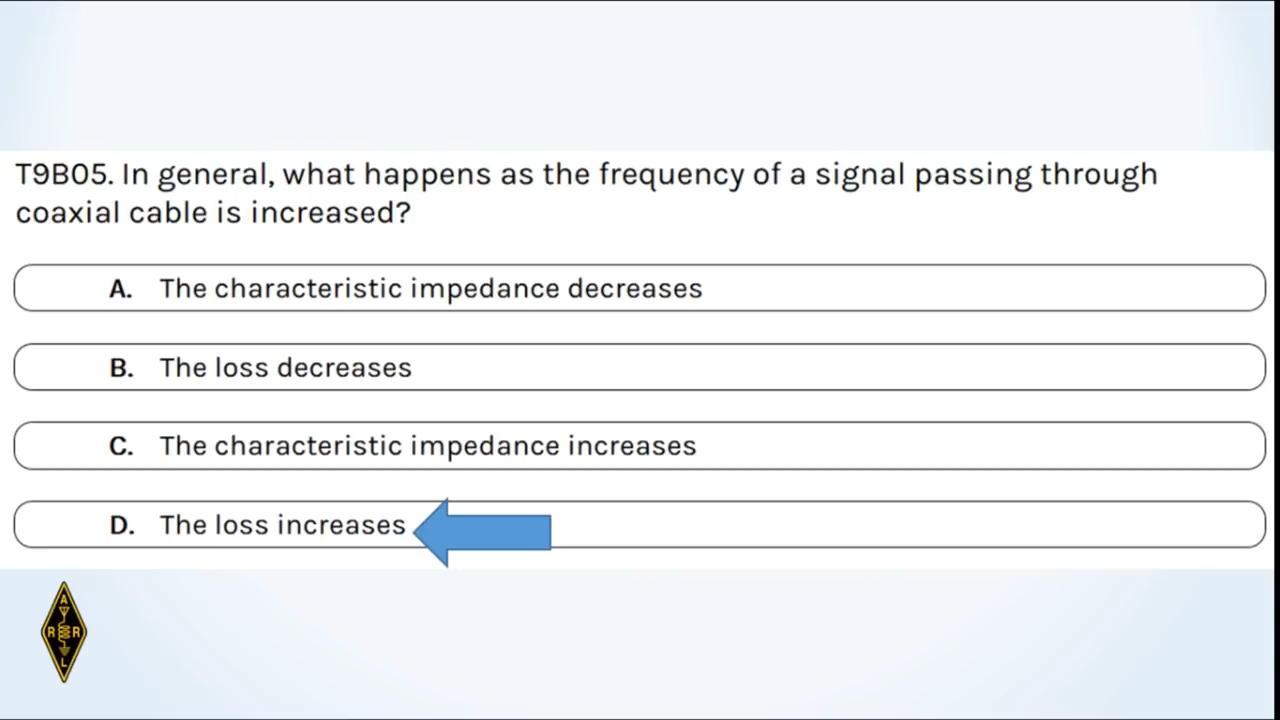 T9B05. In general, what happens as the frequency of a signal passing through
coaxial cable is increased?
A. The characteristic impedance decreases
B. The loss decreases
C. The characteristic impedance increases
D. The loss increases
A
R R
L